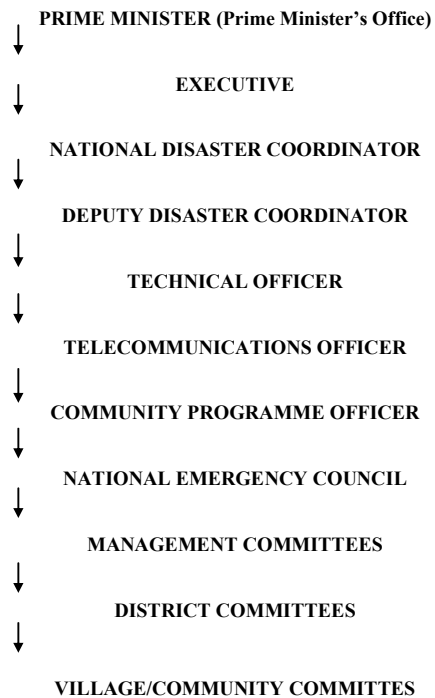 PRIME MINISTER (Prime Minister’s Office)
EXECUTIVE
NATIONAL DISASTER COORDINATOR
DEPUTY DISASTER COORDINATOR
TECHNICAL OFFICER
TELECOMMUNICATIONS OFFICER
COMMUNITY PROGRAMME OFFICER
NATIONAL EMERGENCY COUNCIL
MANAGEMENT COMMITTEES
DISTRICT COMMITTEES
VILLAGE/COMMUNITY COMMITTES